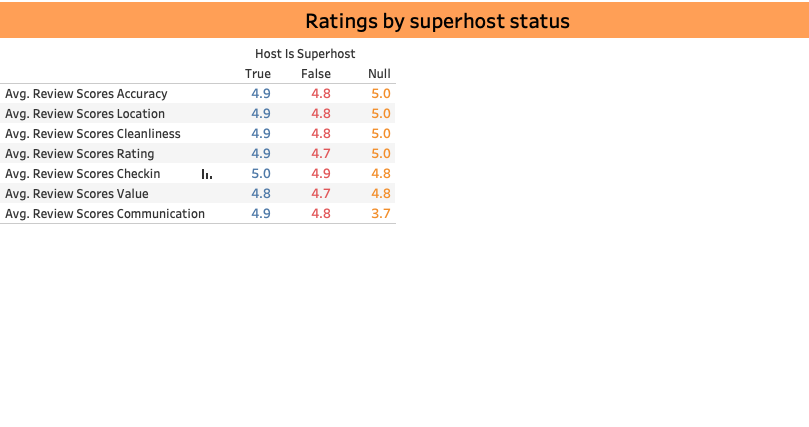 Ratings by superhost status
Host Is Superhost
True False Null
Avg. Review Scores Accuracy 4.9 4.8 5.0
Avg. Review Scores Location 4.9 4.8 5.0
Avg. Review Scores Cleanliness 4.9 4.8 5.0
Avg. Review Scores Rating 4.9 4.7 5.0
Avg. Review Scores Checkin 5.0 4.9 4.8
Avg. Review Scores Value 4.8 4.7 4.8
Avg. Review Scores Communication 4.9 4.8 3.7